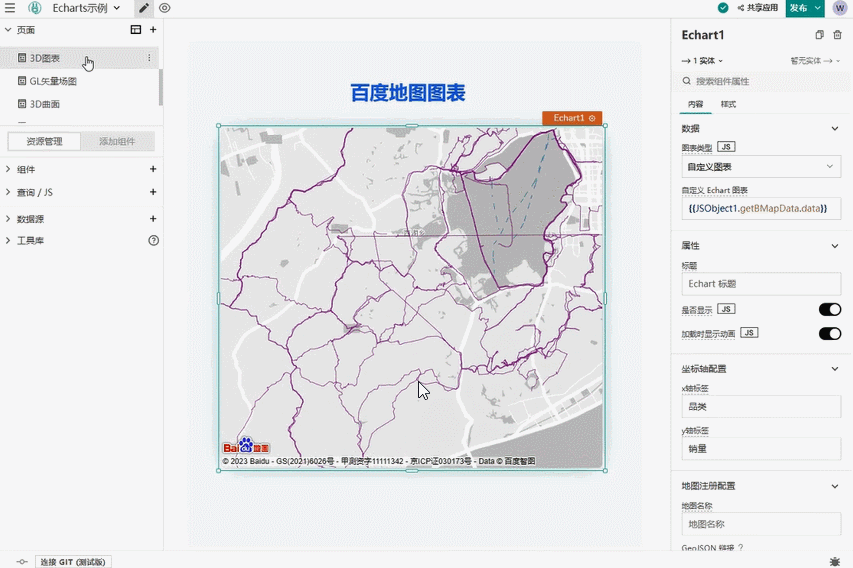 Echarts示例
共享应用
发布
W
页面
3D图表
GL矢量场图
3D曲面
资源管理
添加组件
组件
查询 / JS
数据源
工具库
连接 GIT (测试版)
百度地图图表
Echart1
Bai 地图
© 2023 Baidu - GS(2021)6026号 - 甲测资字11111342 - 京ICP证030173号 - Data © 百度智图
Echart1
1 实体
暂无实体
搜索组件属性
内容
样式
数据
图表类型 JS
自定义图表
自定义 Echart 图表
{{JSObject1.getBMapData.data}}
属性
标题
Echart 标题
是否显示 JS
加载时显示动画 JS
坐标轴配置
x轴标签
品类
y轴标签
销量
地图注册配置
地图名称
地图名称
GeoJSON 链接 ?